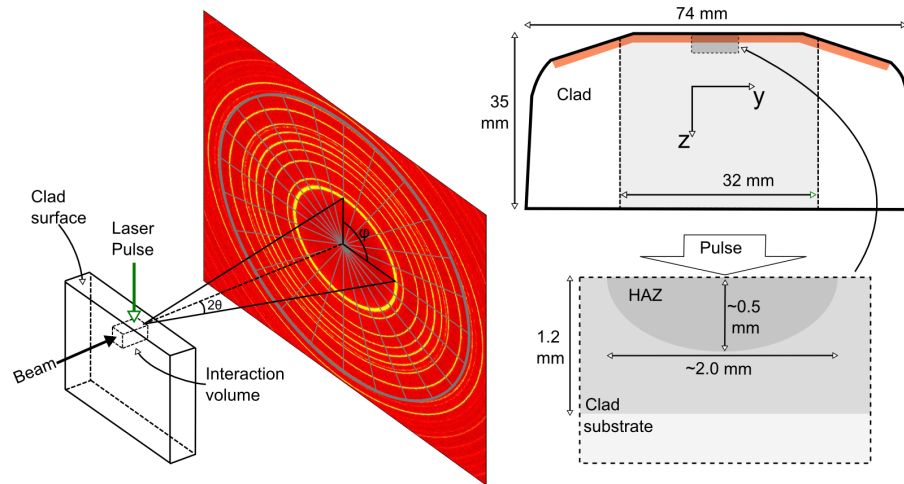 Clad
surface
Laser
Pulse
Beam
Interaction
volume
2θ
φ
74 mm
35
mm
Clad
y
z
32 mm
Pulse
HAZ
~0.5
mm
1.2
mm
~2.0 mm
Clad
substrate